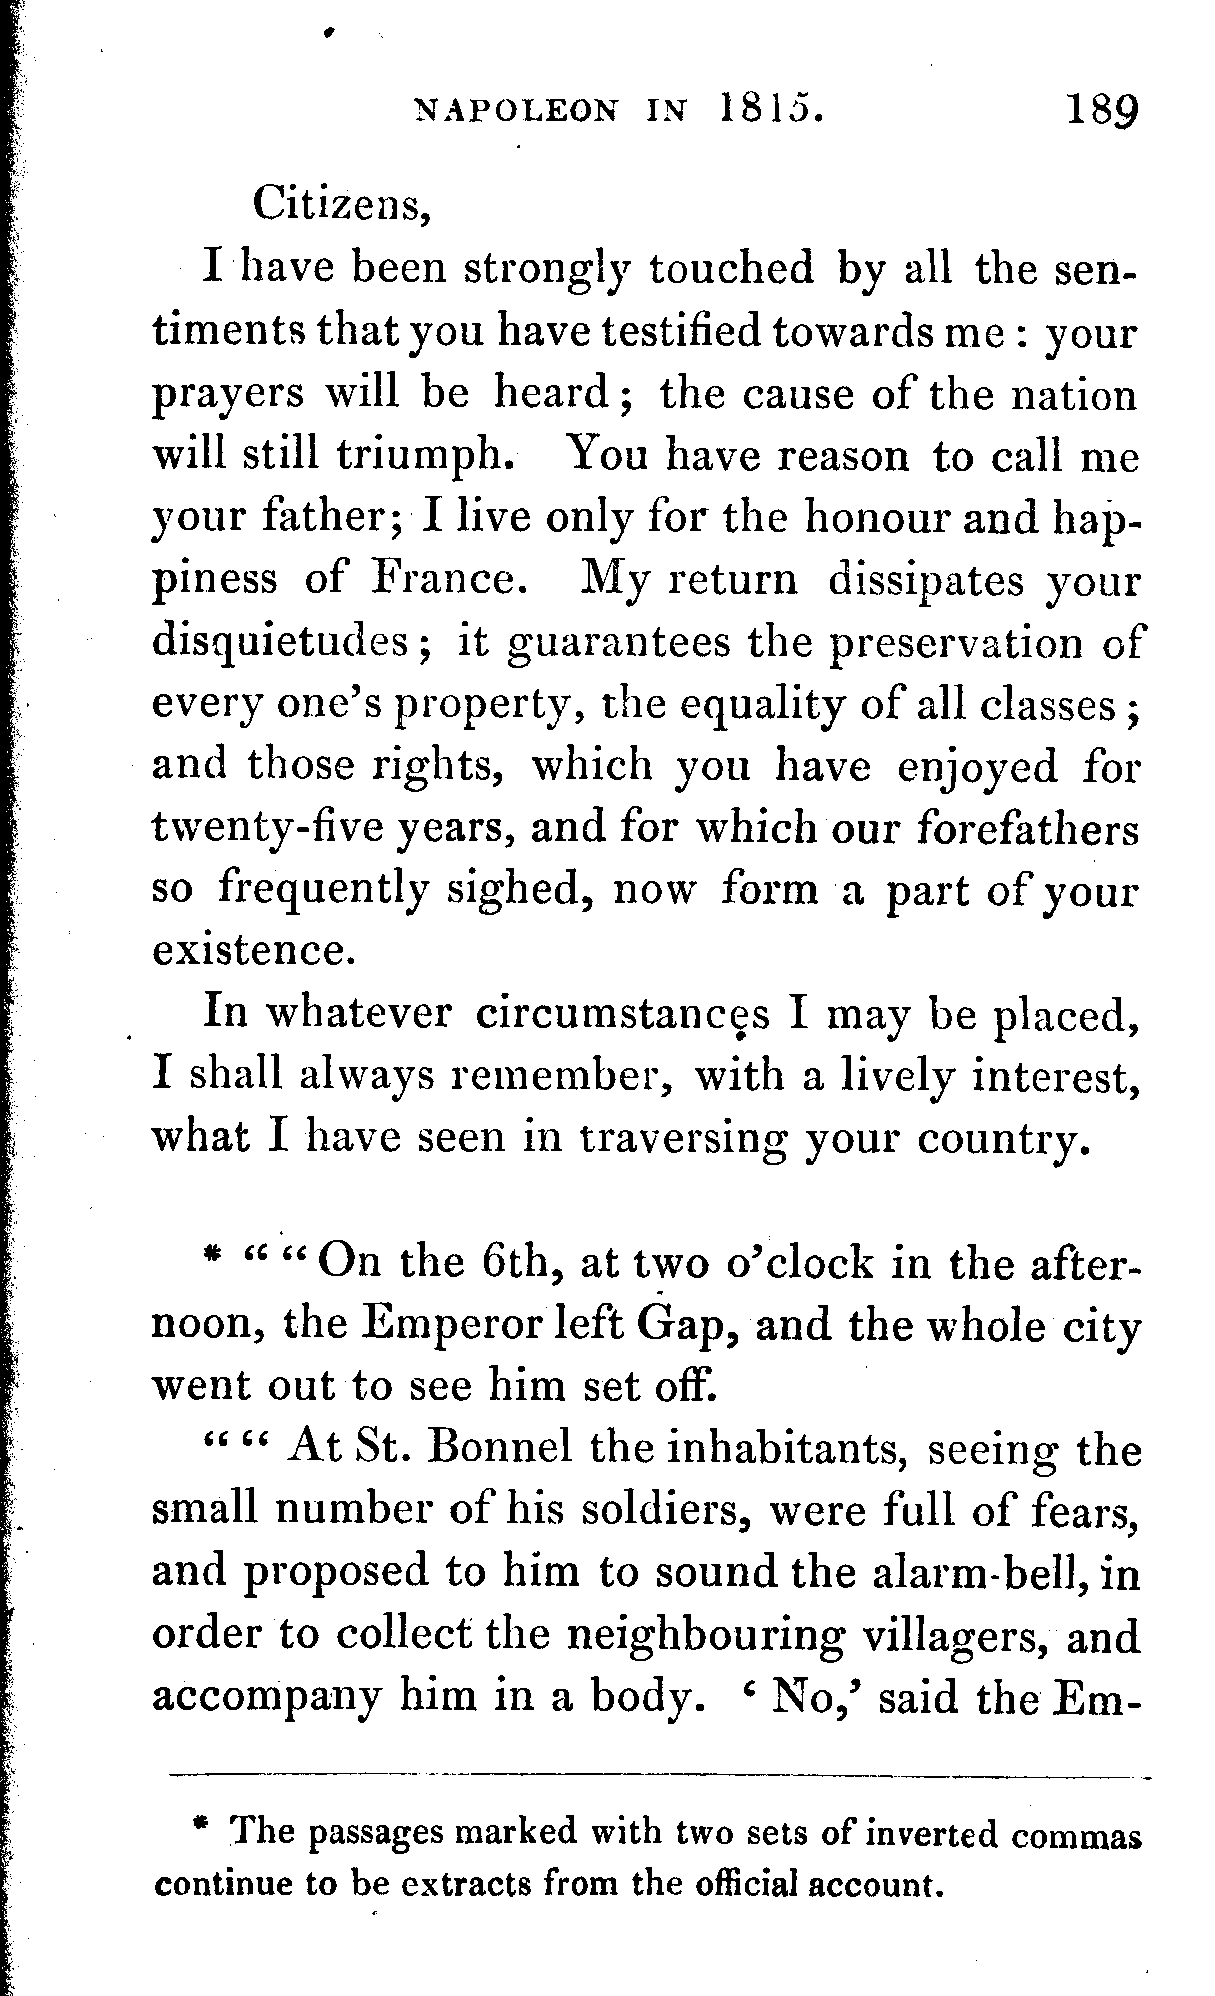 NAPOLEON IN 1815. 189
Citizens,
I have been strongly touched by all the sen-
timents that you have testified towards me : your
prayers will be heard ; the cause of the nation
will still triumph. You have reason to call me
your father; I live only for the honour and hap-
piness of France. My return dissipates your
disquietudes ; it guarantees the preservation of
every one's property, the equality of all classes ;
and those rights, which you have enjoyed for
twenty-five years, and for which our forefathers
so frequently sighed, now form a part of your
existence.
In whatever circumstances I may be placed,
I shall always remember, with a lively interest,
what I have seen in traversing your country.
* “ “ On the 6th, at two o'clock in the after-
noon, the Emperor left Gap, and the whole city
went out to see him set off.
“ “ At St. Bonnel the inhabitants, seeing the
small number of his soldiers, were full of fears,
and proposed to him to sound the alarm-bell, in
order to collect the neighbouring villagers, and
accompany him in a body. ‘ No,’ said the Em-
* The passages marked with two sets of inverted commas
continue to be extracts from the official account.